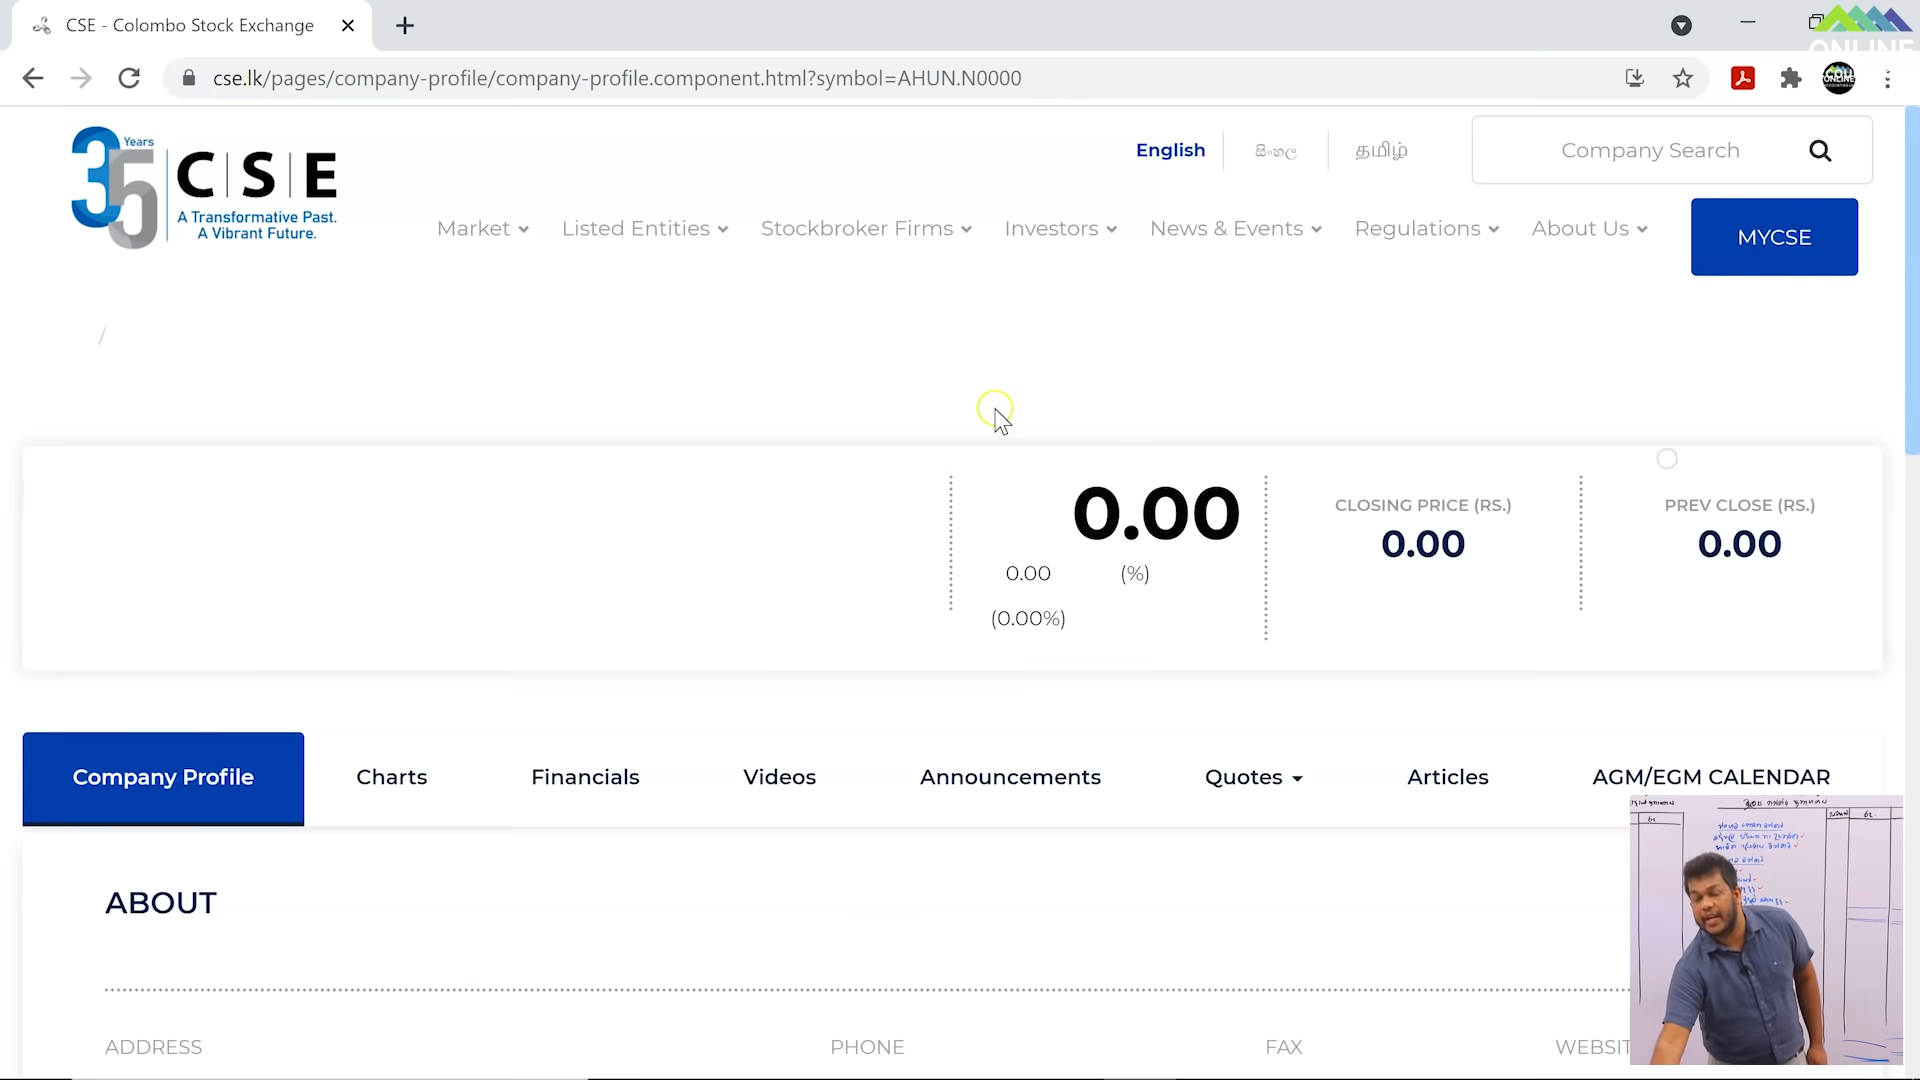 CSE - Colombo Stock Exchange
ONLINE
cse.lk/pages/company-profile/company-profile.component.html?symbol=AHUN.N0000
35 Years
C|S|E
A Transformative Past.
A Vibrant Future.
English
සිංහල
தமிழ்
Company Search
Market
Listed Entities
Stockbroker Firms
Investors
News & Events
Regulations
About Us
MYCSE
/
0.00
0.00 (%)
(0.00%)
CLOSING PRICE (RS.)
0.00
PREV CLOSE (RS.)
0.00
Company Profile
Charts
Financials
Videos
Announcements
Quotes
Articles
AGM/EGM CALENDAR
ABOUT
ADDRESS
PHONE
FAX
WEBSIT